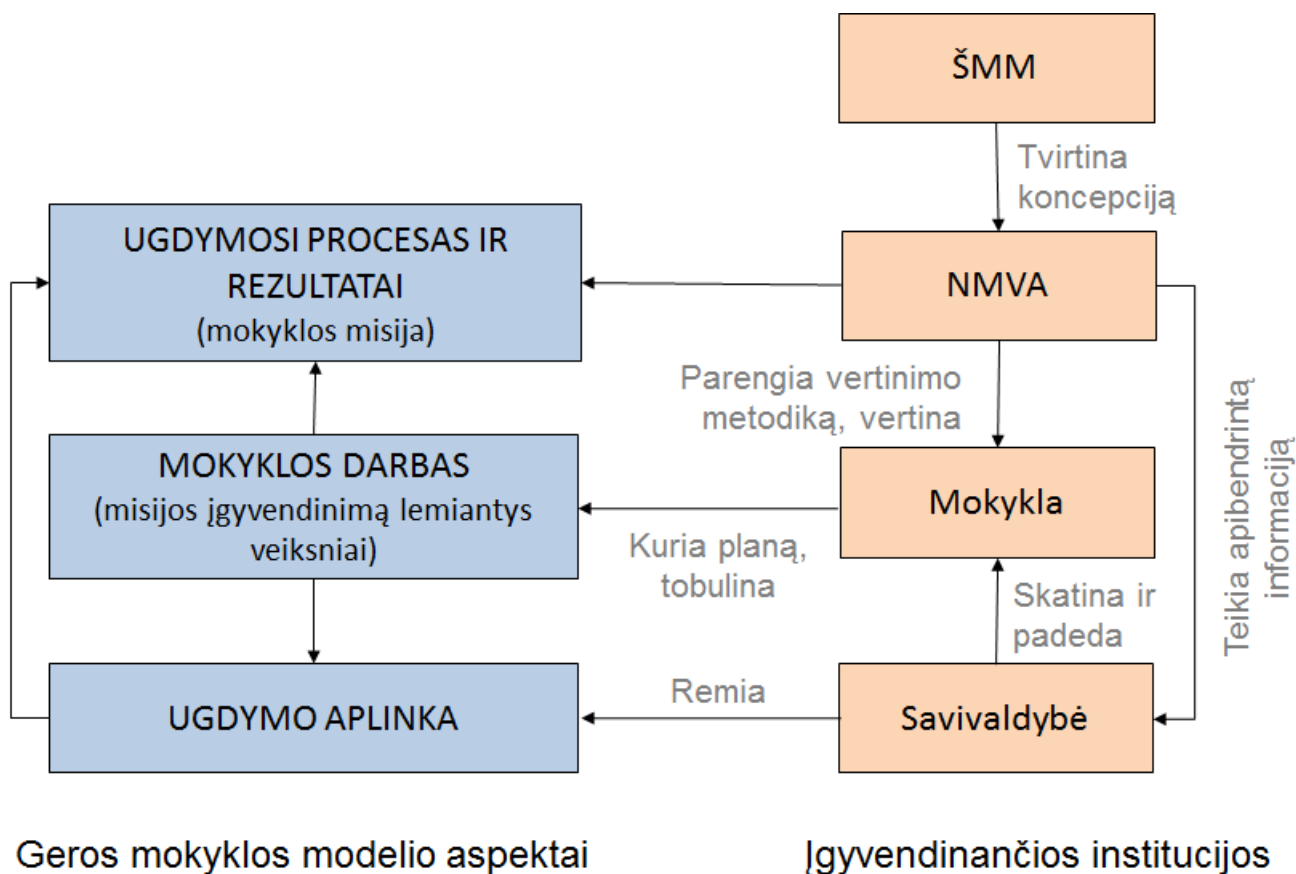 ŠMM
Tvirtina
koncepciją
UGDYMOSI PROCESAS IR
REZULTATAI
(mokyklos misija)
NMVA
Parengia vertinimo
metodiką, vertina
Teikia apibendrintą
informaciją
MOKYKLOS DARBAS
(misijos įgyvendinimą lemiantys
veiksniai)
Mokykla
Kuria planą,
tobulina
Skatina ir
padeda
UGDYMO APLINKA
Remia
Savivaldybė
Geros mokyklos modelio aspektai
Įgyvendinančios institucijos